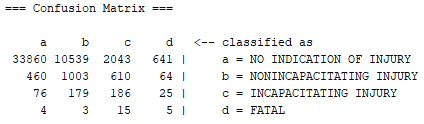 === Confusion Matrix ===
a b c d <-- classified as
33860 10539 2043 641 | a = NO INDICATION OF INJURY
460 1003 610 64 | b = NONINCAPACITATING INJURY
76 179 186 25 | c = INCAPACITATING INJURY
4 3 15 5 | d = FATAL